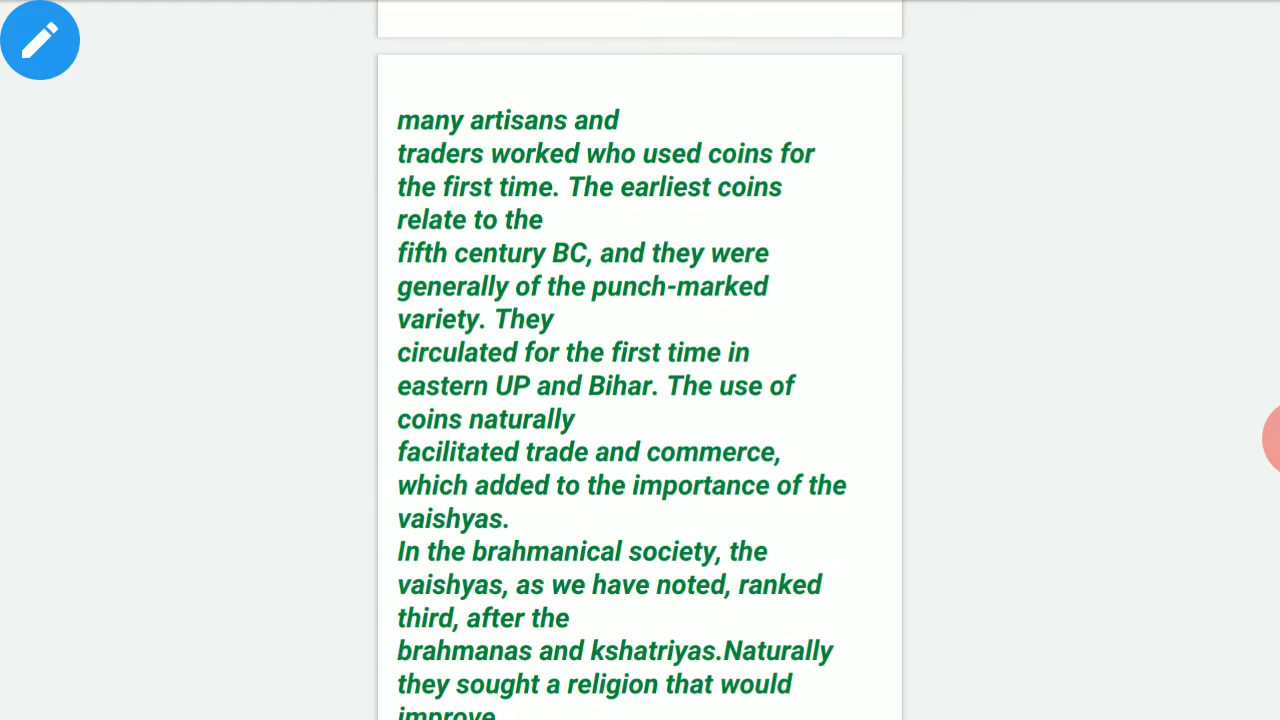 many artisans and
traders worked who used coins for
the first time. The earliest coins
relate to the
fifth century BC, and they were
generally of the punch-marked
variety. They
circulated for the first time in
eastern UP and Bihar. The use of
coins naturally
facilitated trade and commerce,
which added to the importance of the
vaishyas.
In the brahmanical society, the
vaishyas, as we have noted, ranked
third, after the
brahmanas and kshatriyas.Naturally
they sought a religion that would
improve